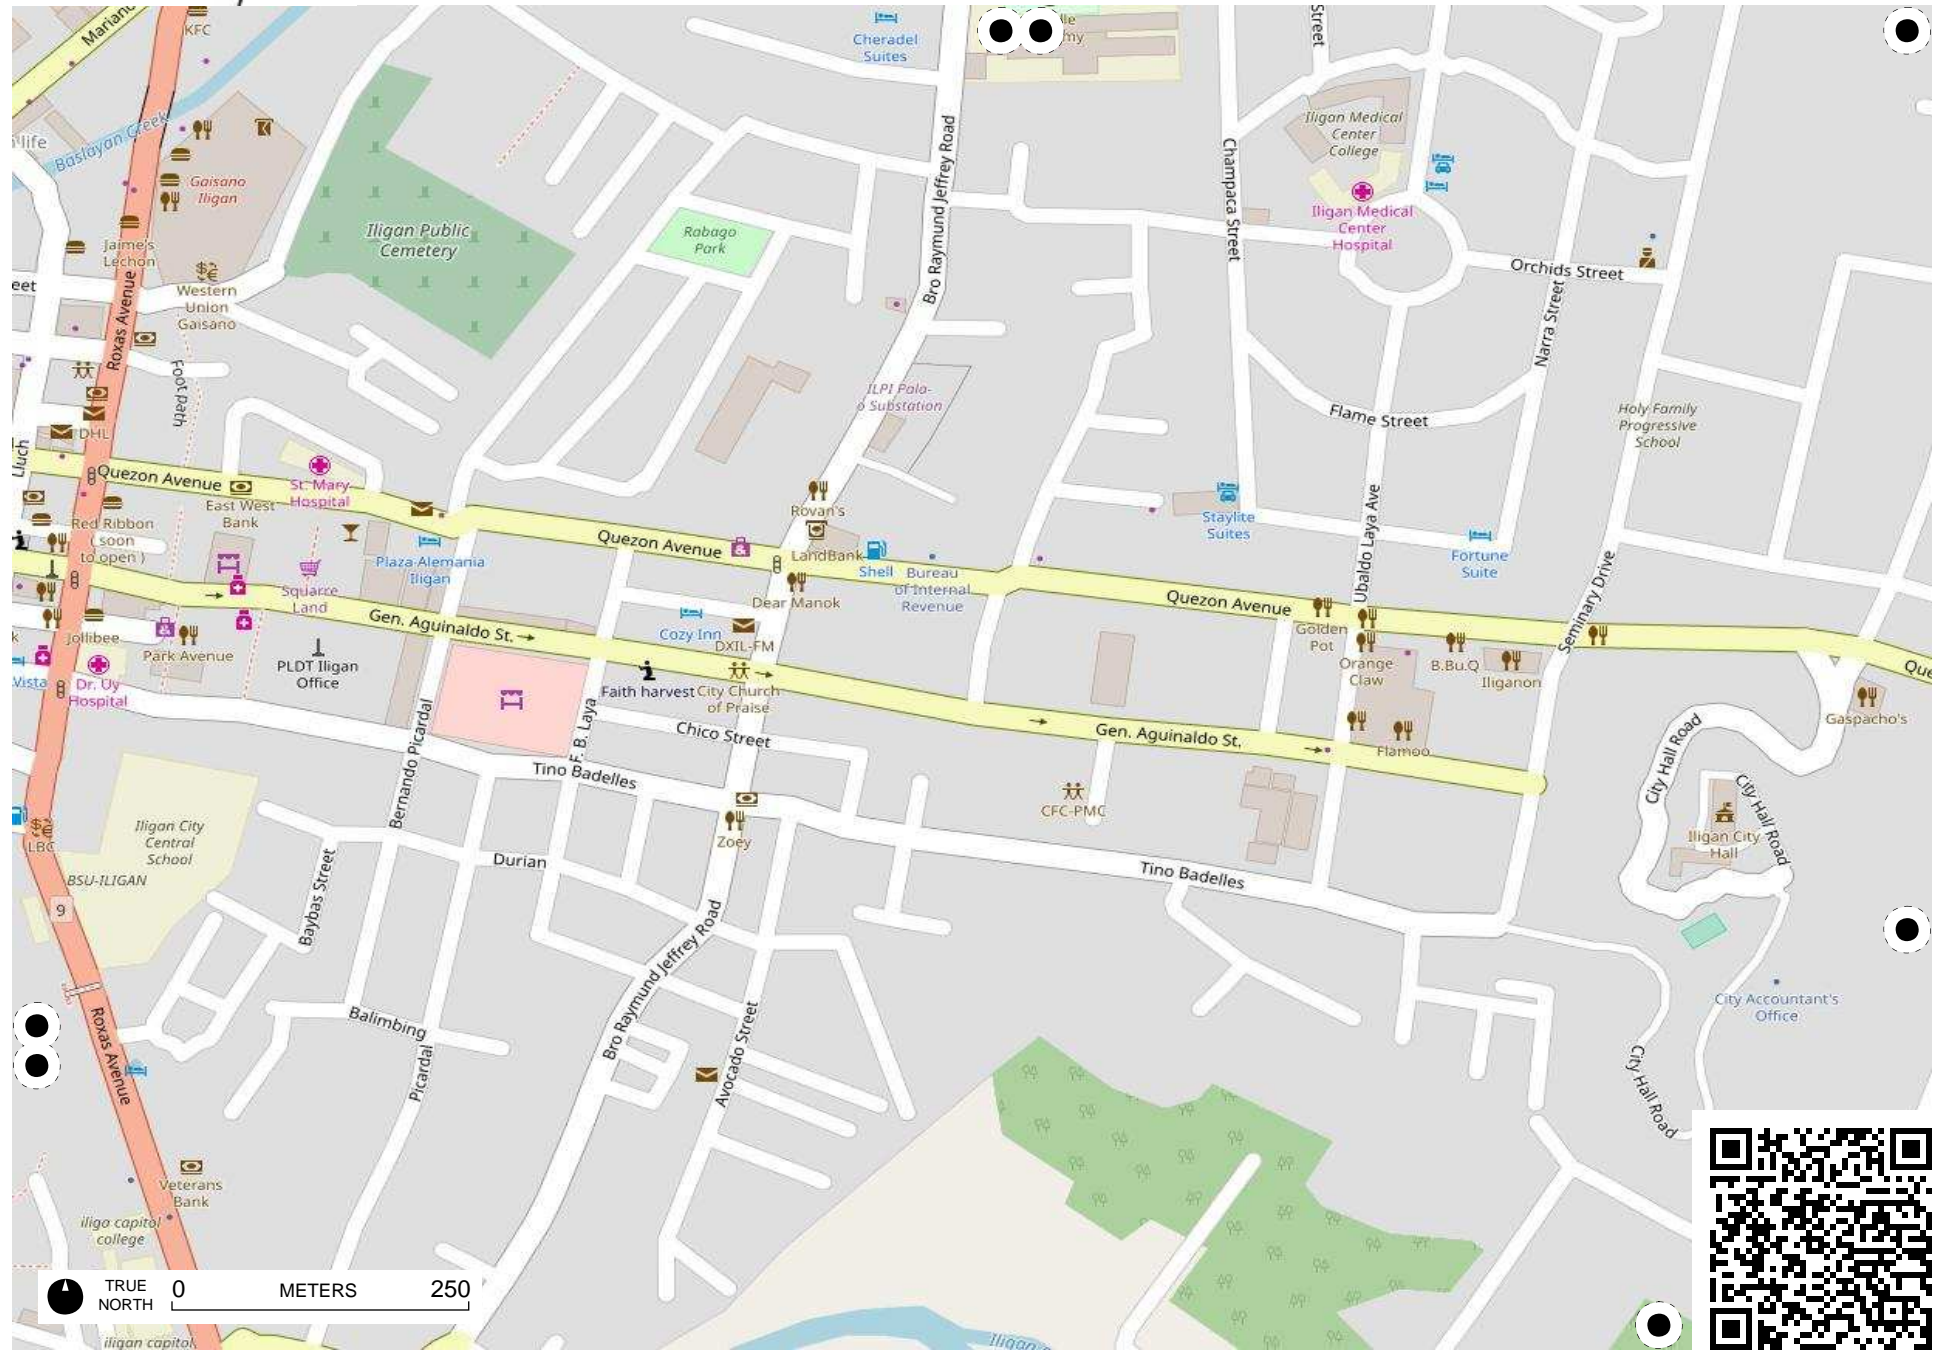 KFC
Cheradel
Suites
Street
Baslayan Creek
life
Gaisano
Iligan
Iligan Medical
Center
College
Champaca Street
Bro Raymund Jeffrey Road
Iligan Public
Cemetery
Rabago
Park
Iligan Medical
Center
Hospital
Jaime's
Lechon
Orchids Street
eet
Western
Union
Gaisano
Roxas Avenue
Narra Street
Foot path
ILPI Pala-
o Substation
Flame Street
Holy Family
Progressive
School
DHL
Lluch
Quezon Avenue
St. Mary
Hospital
East West
Bank
Rovan's
Red Ribbon
( soon
to open )
Staylite
Suites
Ubaldo Laya Ave
Quezon Avenue
LandBank
Shell
Bureau
of Internal
Revenue
Plaza Alemania
Iligan
Fortune
Suite
Squarce
Land
Dear Manok
Quezon Avenue
Seminary Drive
Gen. Aguinaldo St.
Golden
Pot
Jollibee
Cozy Inn
DXIL-FM
Park Avenue
PLDT Iligan
Office
Orange
Claw
B.Bu.Q
Iliganon
Que
Vista
Dr. Uy
Hospital
Faith harvest
City Church
of Praise
Gaspacho's
Bernando Picardal
F. B. Laya
Chico Street
Gen. Aguinaldo St.
Flamoo
City Hall Road
Tino Badelles
City Hall Road
CFC-PMC
Iligan City
Central
School
LBC
Zoey
Iligan City
Hall
Durian
BSU-ILIGAN
Tino Badelles
9
Baybas Street
Bro Raymund Jeffrey Road
City Accountant's
Office
Balimbing
Roxas Avenue
Avocado Street
Picardal
City Hall Road
Veterans
Bank
iliga capitol
college
TRUE
NORTH
0 METERS 250
iligan capitol